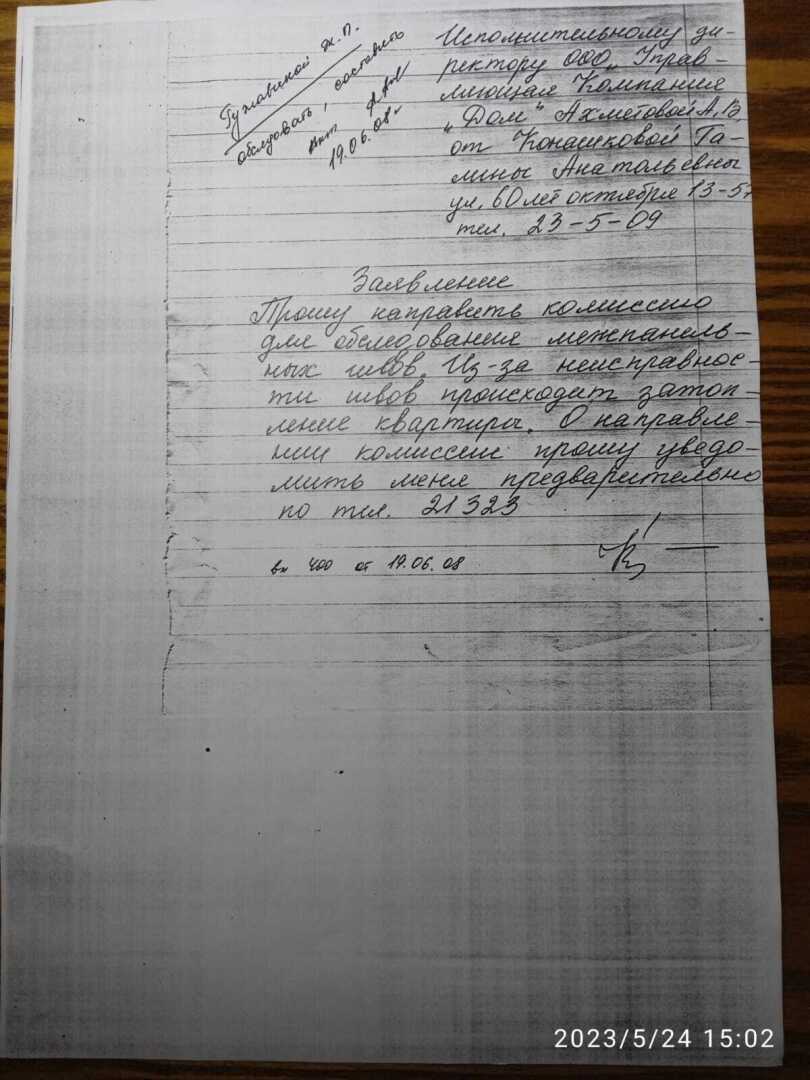 обследовать, составить
акт
19.06.08г
Исполнительному ди-
ректору ООО „Управ-
ляющая Компания
„Дом" Ахметовой А.В
от Конашковой Га-
лины Анатольевны
ул. 60 лет октября 13-57
тел. 23-5-09
Заявление
Прошу направить комиссию
для обследования межпанель-
ных швов. Из-за неисправнос-
ти швов происходит затоп-
ление квартиры. О направле-
нии комиссии прошу уведо-
мить меня предварительно
по тел. 21323
вх 400 от 19.06.08
2023/5/24 15:02